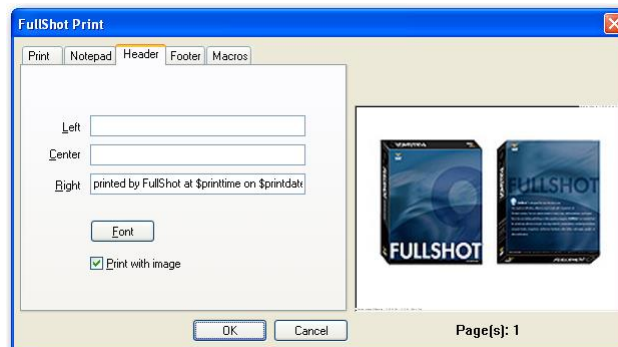 FullShot Print
Print Notepad Header Footer Macros
Left
Center
Right printed by FullShot at $printtime on $printdate
Font
Print with image
OK Cancel
FULLSHOT
FULLSHOT
Page(s): 1